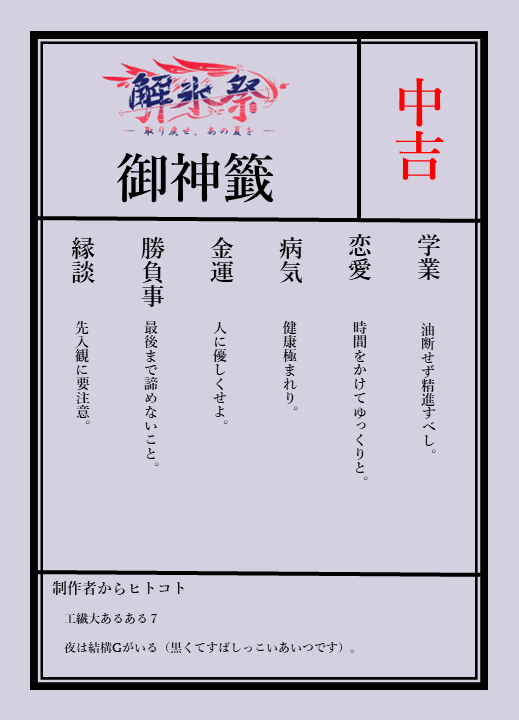 解氷祭
取り戻せ、あの夏を
御神籤
中吉
学業
油断せず精進すべし。
恋愛
時間をかけてゆっくりと。
病気
健康極まれり。
金運
人に優しくせよ。
勝負事
最後まで諦めないこと。
縁談
先入観に要注意。
制作者からヒトコト
工繊大あるある7
夜は結構Gがいる（黒くてすばしっこいあいつです）。